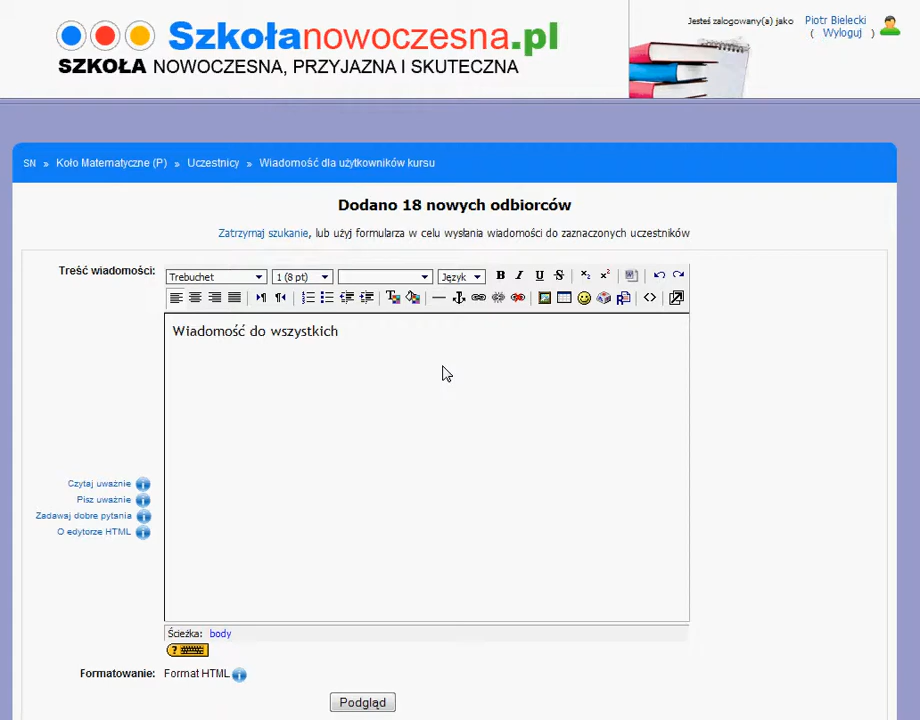 Szkołanowoczesna.pl
SZKOŁA NOWOCZESNA, PRZYJAZNA I SKUTECZNA
Jesteś zalogowany(a) jako Piotr Bielecki
( Wyloguj )
SN » Koło Matematyczne (P) » Uczestnicy » Wiadomość dla użytkowników kursu
Dodano 18 nowych odbiorców
Zatrzymaj szukanie, lub użyj formularza w celu wysłania wiadomości do zaznaczonych uczestników
Treść wiadomości:
Trebuchet 1 (8 pt) Język B I U S x₂ x²
Wiadomość do wszystkich
Czytaj uważnie
Pisz uważnie
Zadawaj dobre pytania
O edytorze HTML
Ścieżka: body
?
Formatowanie: Format HTML
Podgląd